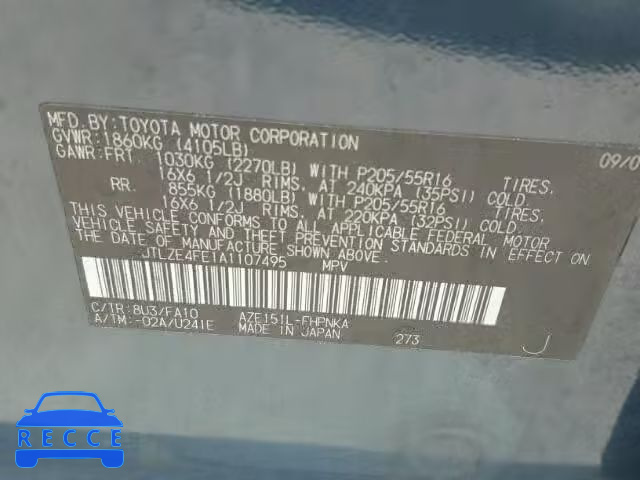 MFD. BY: TOYOTA MOTOR CORPORATION 09/0
GVWR: 1860KG (4105LB)
GAWR: FRT 1030KG (2270LB) WITH P205/55R16 TIRES.
16X6 1/2J RIMS, AT 240KPA (35PSI) COLD.
RR. 855KG (1880LB) WITH P205/55R16 TIRES.
16X6 1/2J RIMS, AT 220KPA (32PSI) COLD.
THIS VEHICLE CONFORMS TO ALL APPLICABLE FEDERAL MOTOR
VEHICLE SAFETY AND THEFT PREVENTION STANDARDS IN EFFECT ON
THE DATE OF MANUFACTURE SHOWN ABOVE.
JTLZE4FE1A1107495 MPV
C/TR: 8U3/FA10 AZE151L-FHPNKA
A/TM: -02A/U241E MADE IN JAPAN 273 J
RECCE